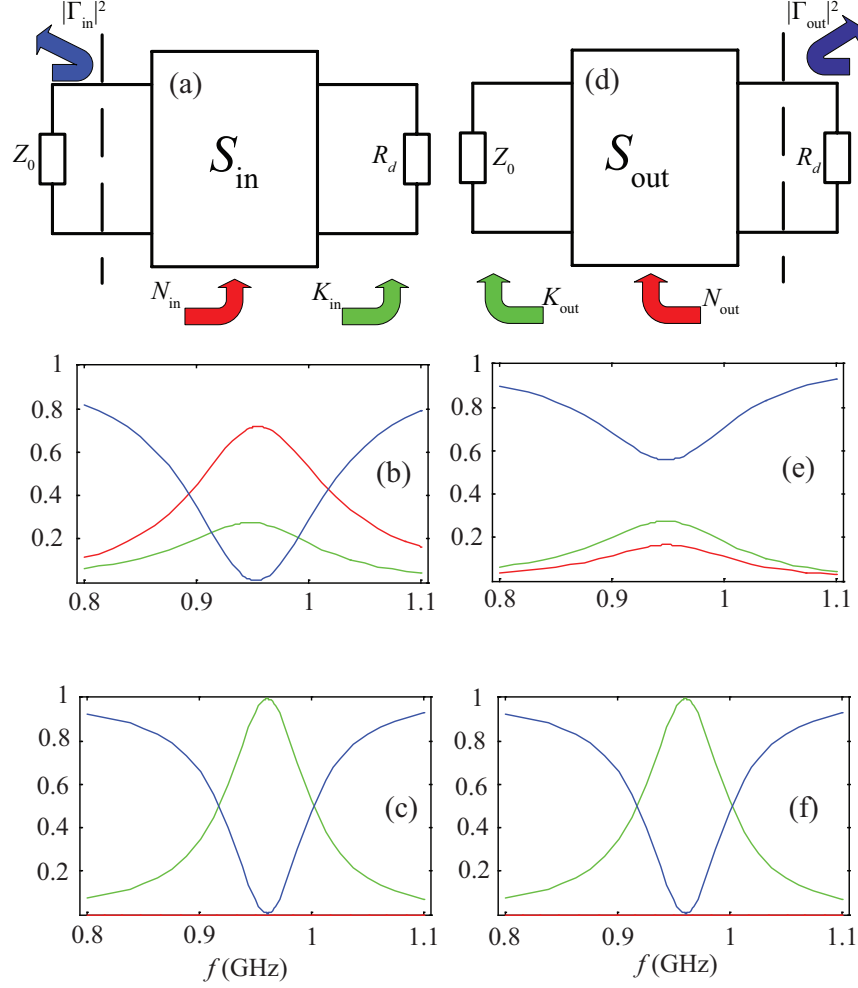 |Γin|² |Γout|²
(a) (d)
Z0 Sin Rd Z0 Sout Rd
Nin Kin Kout Nout
1 1
0.8 0.8
0.6 0.6
(b) (e)
0.4 0.4
0.2 0.2
0.8 0.9 1 1.1 0.8 0.9 1 1.1
1 1
0.8 0.8
0.6 0.6
(c) (f)
0.4 0.4
0.2 0.2
0.8 0.9 1 1.1 0.8 0.9 1 1.1
f (GHz) f (GHz)